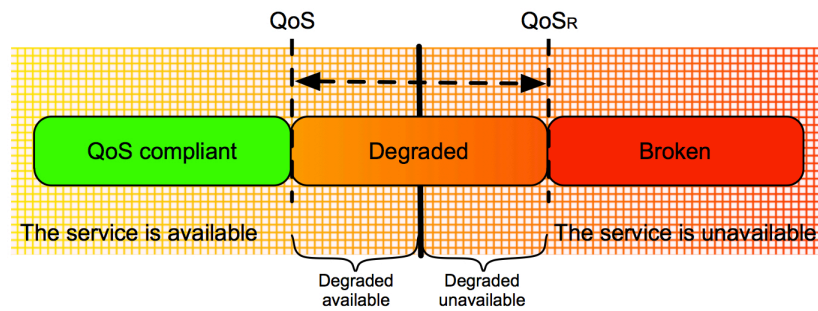 QoS
QoSR
QoS compliant
Degraded
Broken
The service is available
The service is unavailable
Degraded
available
Degraded
unavailable